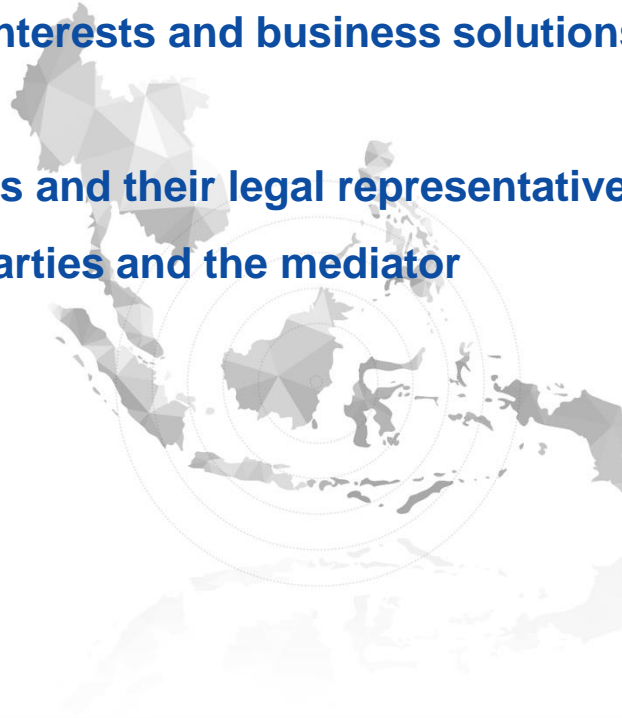 nterests and business solutions
s and their legal representative
arties and the mediator